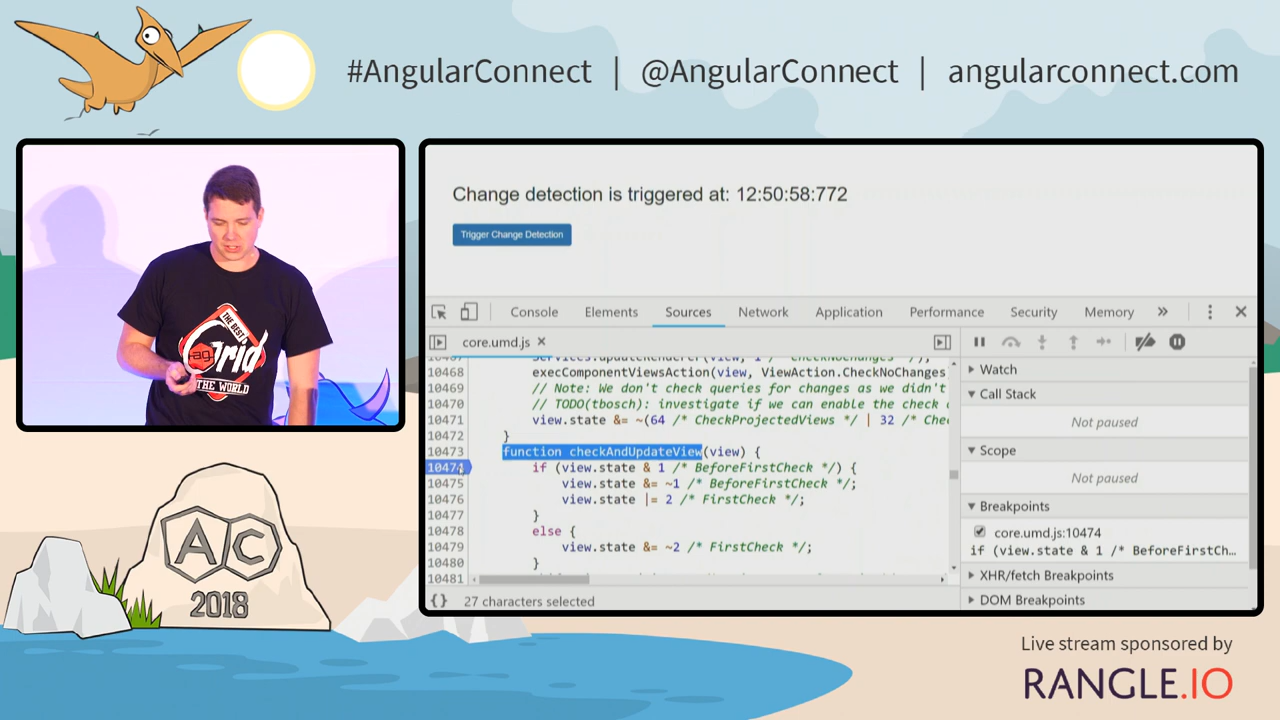 #AngularConnect | @AngularConnect | angularconnect.com
THE BEST
Grid
ag
THE WORLD
AC
2018
Change detection is triggered at: 12:50:58:772
Trigger Change Detection
Console Elements Sources Network Application Performance Security Memory »
core.umd.js ×
10468 execComponentViewsAction(view, ViewAction.CheckNoChanges
10469 // Note: We don't check queries for changes as we didn't
10470 // TODO(tbosch): investigate if we can enable the check
10471 view.state &= ~(64 /* CheckProjectedViews */ | 32 /* Che
10472 }
10473 function checkAndUpdateView(view) {
10474 if (view.state & 1 /* BeforeFirstCheck */) {
10475 view.state &= ~1 /* BeforeFirstCheck */;
10476 view.state |= 2 /* FirstCheck */;
10477 }
10478 else {
10479 view.state &= ~2 /* FirstCheck */;
10480 }
10481
{} 27 characters selected
Watch
Call Stack
Not paused
Scope
Not paused
Breakpoints
core.umd.js:10474
if (view.state & 1 /* BeforeFirstCh…
XHR/fetch Breakpoints
DOM Breakpoints
Live stream sponsored by
RANGLE.IO